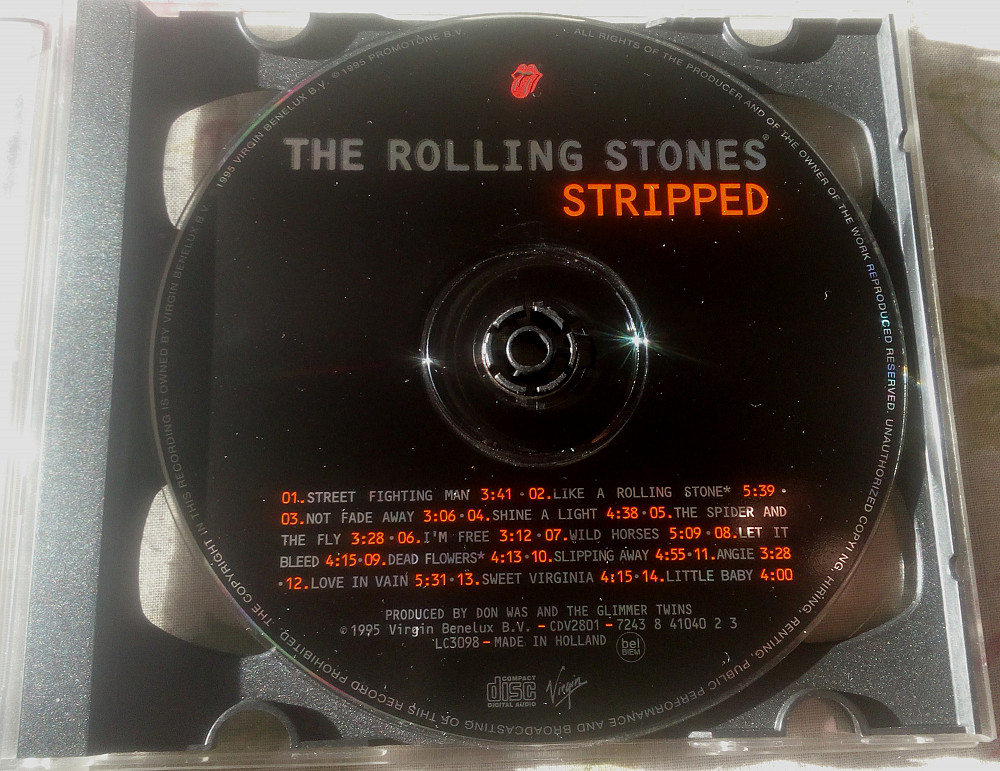 THE ROLLING STONES®
STRIPPED
01..STREET FIGHTING MAN 3:41 • 02.LIKE A ROLLING STONE* 5:39 •
03.NOT FADE AWAY 3:06•04.SHINE A LIGHT 4:38•05.THE SPIDER AND
THE FLY 3:28•06.I'M FREE 3:12•07.WILD HORSES 5:09•08.LET IT
BLEED 4:15•09.DEAD FLOWERS* 4:13•10.SLIPPING AWAY 4:55•11.ANGIE 3:28
•12.LOVE IN VAIN 5:31•13.SWEET VIRGINIA 4:15•14.LITTLE BABY 4:00
PRODUCED BY DON WAS AND THE GLIMMER TWINS
©1995 Virgin Benelux B.V. – CDV2801 – 7243 8 41040 2 3
LC3098 – MADE IN HOLLAND bel BIEM
COMPACT
disc
DIGITAL AUDIO
Virgin
1995 VIRGIN BENELUX B.V. ℗ 1995 PROMOTONE B.V.
ALL RIGHTS OF THE PRODUCER AND OF THE OWNER OF THE WORK REPRODUCED RESERVED. UNAUTHORIZED COPYING, HIRING, RENTING, PUBLIC PERFORMANCE AND BROADCASTING OF THIS RECORD PROHIBITED. THE COPYRIGHT IN THIS RECORDING IS OWNED BY VIRGIN BENELUX B.V.